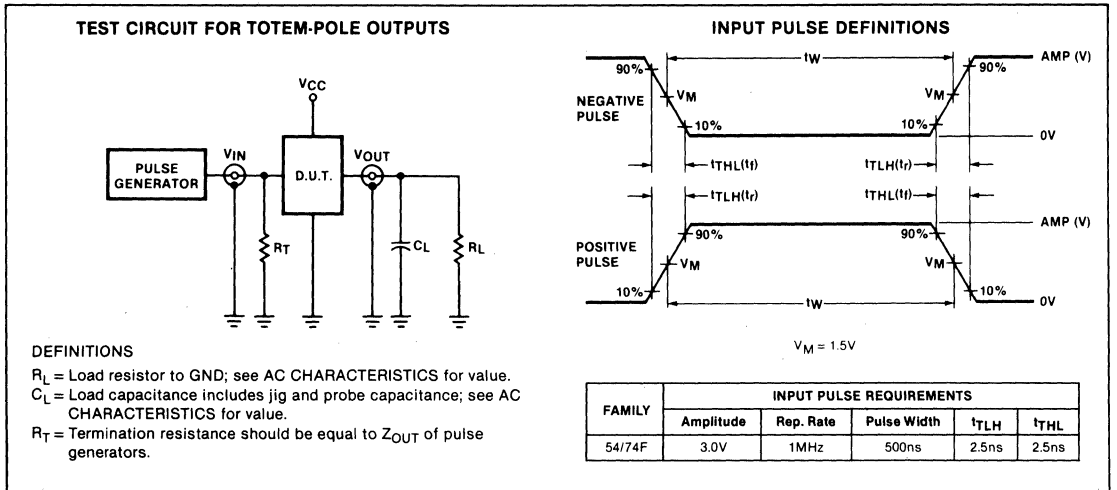 TEST CIRCUIT FOR TOTEM-POLE OUTPUTS
VCC
VIN
VOUT
PULSE GENERATOR
D.U.T.
RT
CL
RL
DEFINITIONS
RL = Load resistor to GND; see AC CHARACTERISTICS for value.
CL = Load capacitance includes jig and probe capacitance; see AC
CHARACTERISTICS for value.
RT = Termination resistance should be equal to ZOUT of pulse
generators.
INPUT PULSE DEFINITIONS
90%
tW
90%
AMP (V)
NEGATIVE
PULSE
VM
VM
10%
10%
0V
tTHL(tf)
tTLH(tr)
tTLH(tr)
tTHL(tf)
AMP (V)
90%
90%
POSITIVE
PULSE
VM
VM
10%
10%
tW
0V
VM = 1.5V
FAMILY
INPUT PULSE REQUIREMENTS
Amplitude Rep. Rate Pulse Width tTLH tTHL
54/74F 3.0V 1MHz 500ns 2.5ns 2.5ns